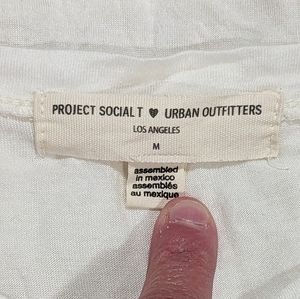 PROJECT SOCIAL T ♥ URBAN OUTFITTERS
LOS ANGELES
M
assembled
in mexico
assemblés
au mexique